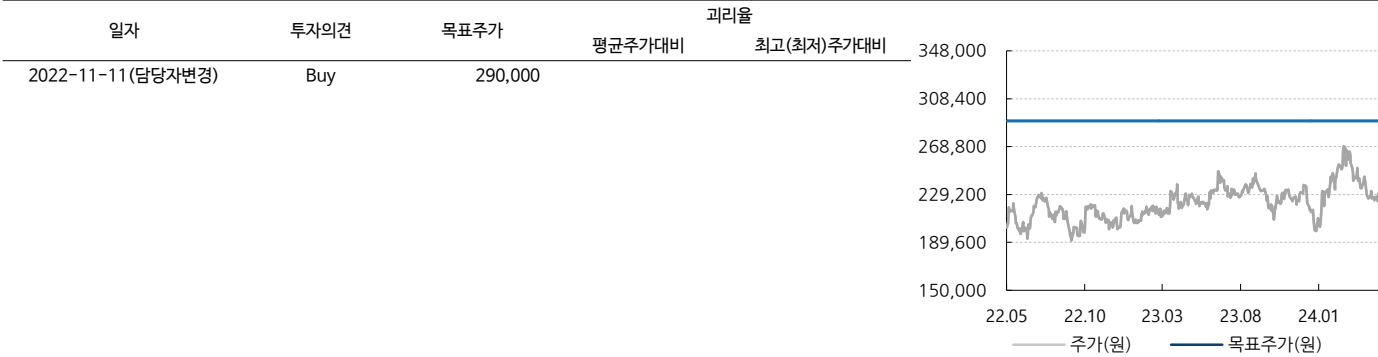 일자 투자의견 목표주가 괴리율
평균주가대비 최고(최저)주가대비
2022-11-11(담당자변경) Buy 290,000
348,000
308,400
268,800
229,200
189,600
150,000
22.05 22.10 23.03 23.08 24.01
주가(원) 목표주가(원)